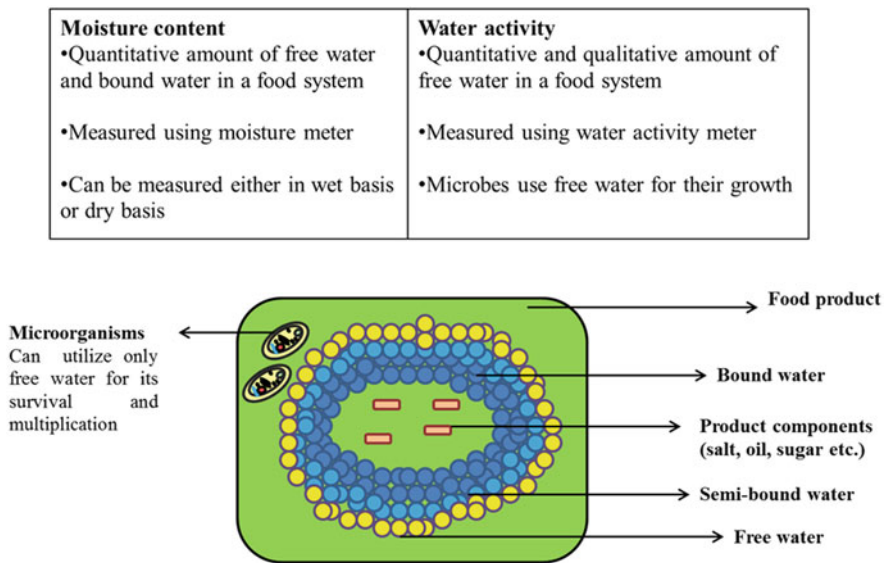 Moisture content
•Quantitative amount of free water
and bound water in a food system
•Measured using moisture meter
•Can be measured either in wet basis
or dry basis
Water activity
•Quantitative and qualitative amount of
free water in a food system
•Measured using water activity meter
•Microbes use free water for their growth
Microorganisms
Can utilize only
free water for its
survival and
multiplication
Food product
Bound water
Product components
(salt, oil, sugar etc.)
Semi-bound water
Free water